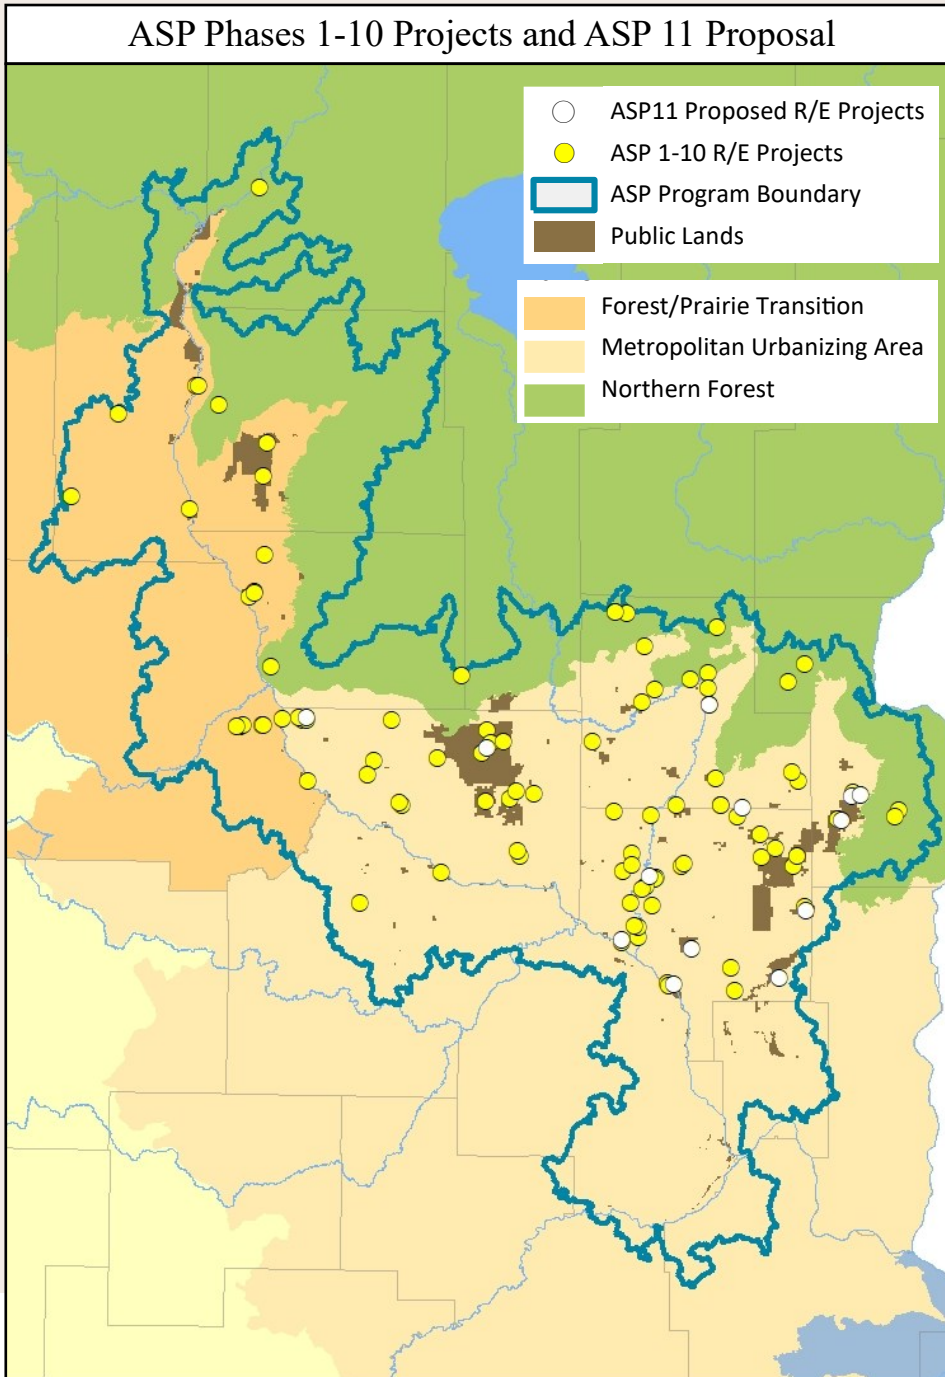 ASP Phases 1-10 Projects and ASP 11 Proposal
ASP11 Proposed R/E Projects
ASP 1-10 R/E Projects
ASP Program Boundary
Public Lands
Forest/Prairie Transition
Metropolitan Urbanizing Area
Northern Forest